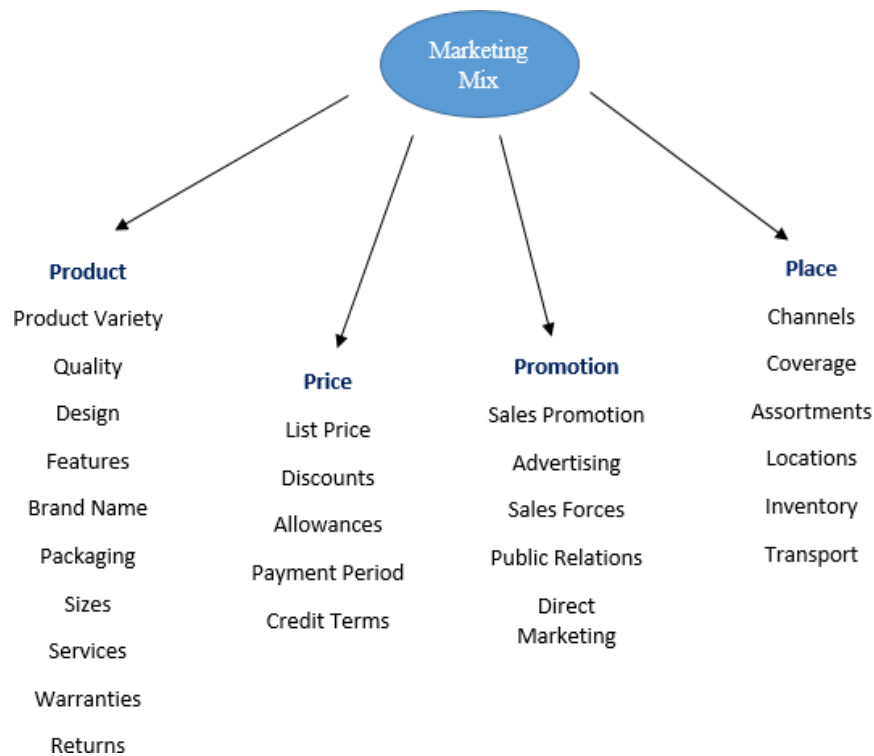 Marketing
Mix
Product
Product Variety
Quality
Design
Features
Brand Name
Packaging
Sizes
Services
Warranties
Returns
Price
List Price
Discounts
Allowances
Payment Period
Credit Terms
Promotion
Sales Promotion
Advertising
Sales Forces
Public Relations
Direct
Marketing
Place
Channels
Coverage
Assortments
Locations
Inventory
Transport